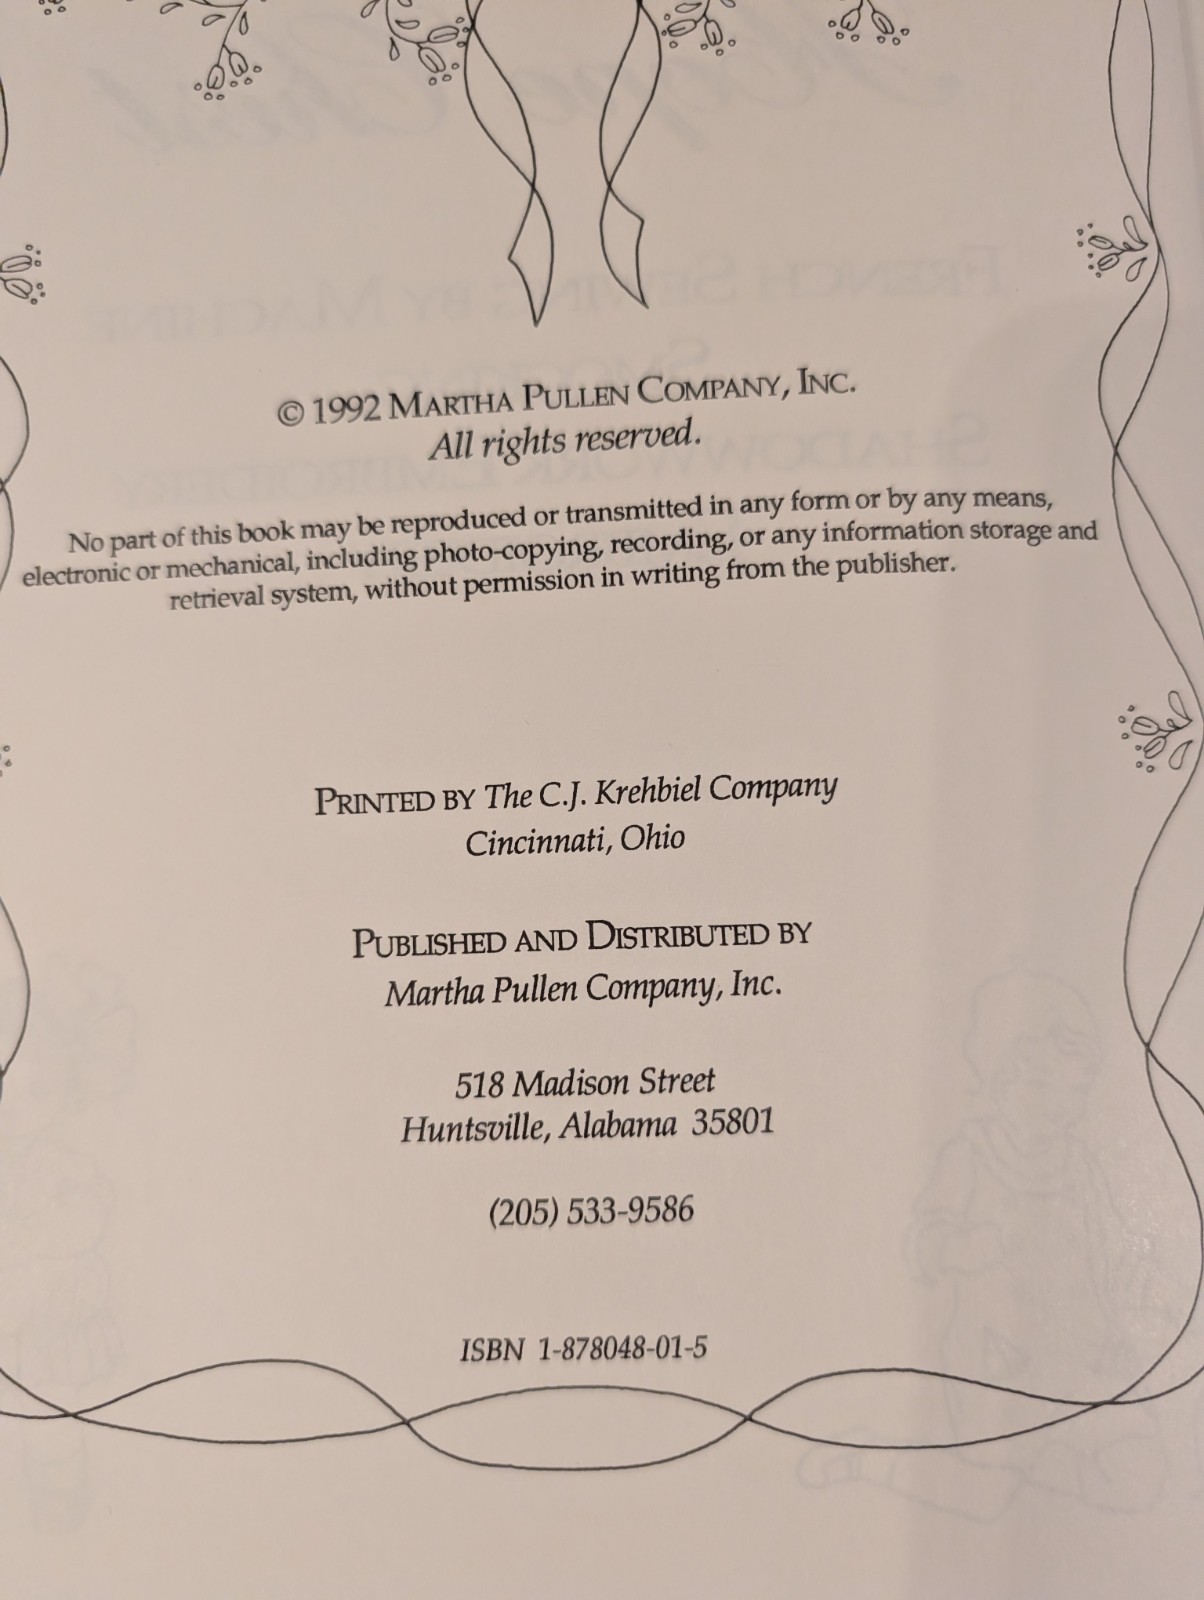 © 1992 MARTHA PULLEN COMPANY, INC.
All rights reserved.
No part of this book may be reproduced or transmitted in any form or by any means,
electronic or mechanical, including photo-copying, recording, or any information storage and
retrieval system, without permission in writing from the publisher.
PRINTED BY The C.J. Krehbiel Company
Cincinnati, Ohio
PUBLISHED AND DISTRIBUTED BY
Martha Pullen Company, Inc.
518 Madison Street
Huntsville, Alabama 35801
(205) 533-9586
ISBN 1-878048-01-5